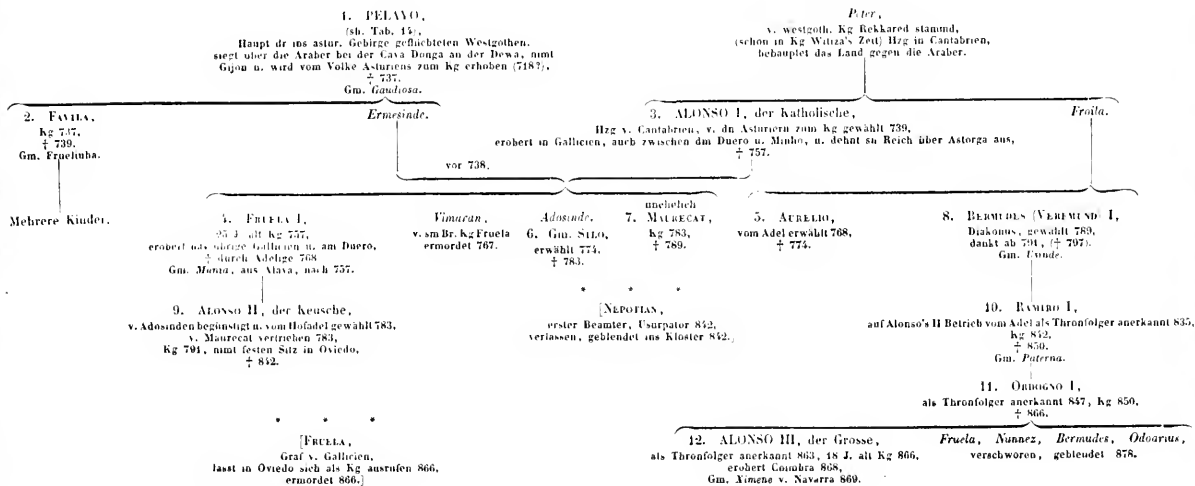 1. PELAYO,
(sh. Tab. 14),
Haupt dr ins astur. Gebirge geflüchteten Westgothen.
siegt über die Araber bei der Cava Donga an der Dewa, nimt
Gijon u. wird vom Volke Asturiens zum Kg erhoben (718?),
† 737.
Gm. Gaudiosa.
Peter,
v. westgoth. Kg Rekkared stamnd,
(schon in Kg Witiza's Zeit) Hzg in Cantabrien,
behauptet das Land gegen die Araber.
2. FAVILA,
Kg 737,
† 739.
Gm. Frueliuba.
Ermesinde.
3. ALONSO I, der Katholische,
Hzg v. Cantabrien, v. dn Asturiern zum Kg gewählt 739,
erobert in Gallicien, auch zwischen dm Duero u. Minho, u. dehnt sn Reich über Astorga aus,
† 757.
Froila.
vor 738.
Mehrere Kinder.
4. FRUELA I,
25 J. alt Kg 757,
erobert das übrige Gallicien u. am Duero,
† durch Adelige 768
Gm. Munia, aus Alava, nach 757.
Vimaran,
v. sm Br. Kg Fruela
ermordet 767.
Adosinde.
6. Gm. SILO,
erwählt 774,
† 783.
unehelich
7. MAURECAT,
Kg 783,
† 789.
5. AURELIO,
vom Adel erwählt 768,
† 774.
8. BERMUDES (VEREMUND) I,
Diakonus, gewählt 789,
dankt ab 791, († 797).
Gm. Uzonde.
9. ALONSO II, der Keusche,
v. Adosinden begünstigt u. vom Hofadel gewählt 783,
v. Maurecat vertrieben 783,
Kg 791, nimt festen Sitz in Oviedo,
† 842.
* * *
[NEPOTIAN,
erster Beamter, Usurpator 842,
verlassen, geblendet ins Kloster 842.]
10. RAMIRO I,
auf Alonso's II Betrich vom Adel als Thronfolger anerkannt 835,
Kg 842,
† 850.
Gm. Paterna.
11. ORDOGNO I,
als Thronfolger anerkannt 847, Kg 850,
† 866.
* * *
[FRUELA,
Graf v. Gallicien,
lässt in Oviedo sich als Kg ausrufen 866,
ermordet 866.]
12. ALONSO III, der Grosse,
als Thronfolger anerkannt 863, 18 J. alt Kg 866,
erobert Coimbra 868,
Gm. Ximene v. Navarra 869.
Fruela, Nunnez, Bermudes, Odoarius,
verschworen, geblendet 878.